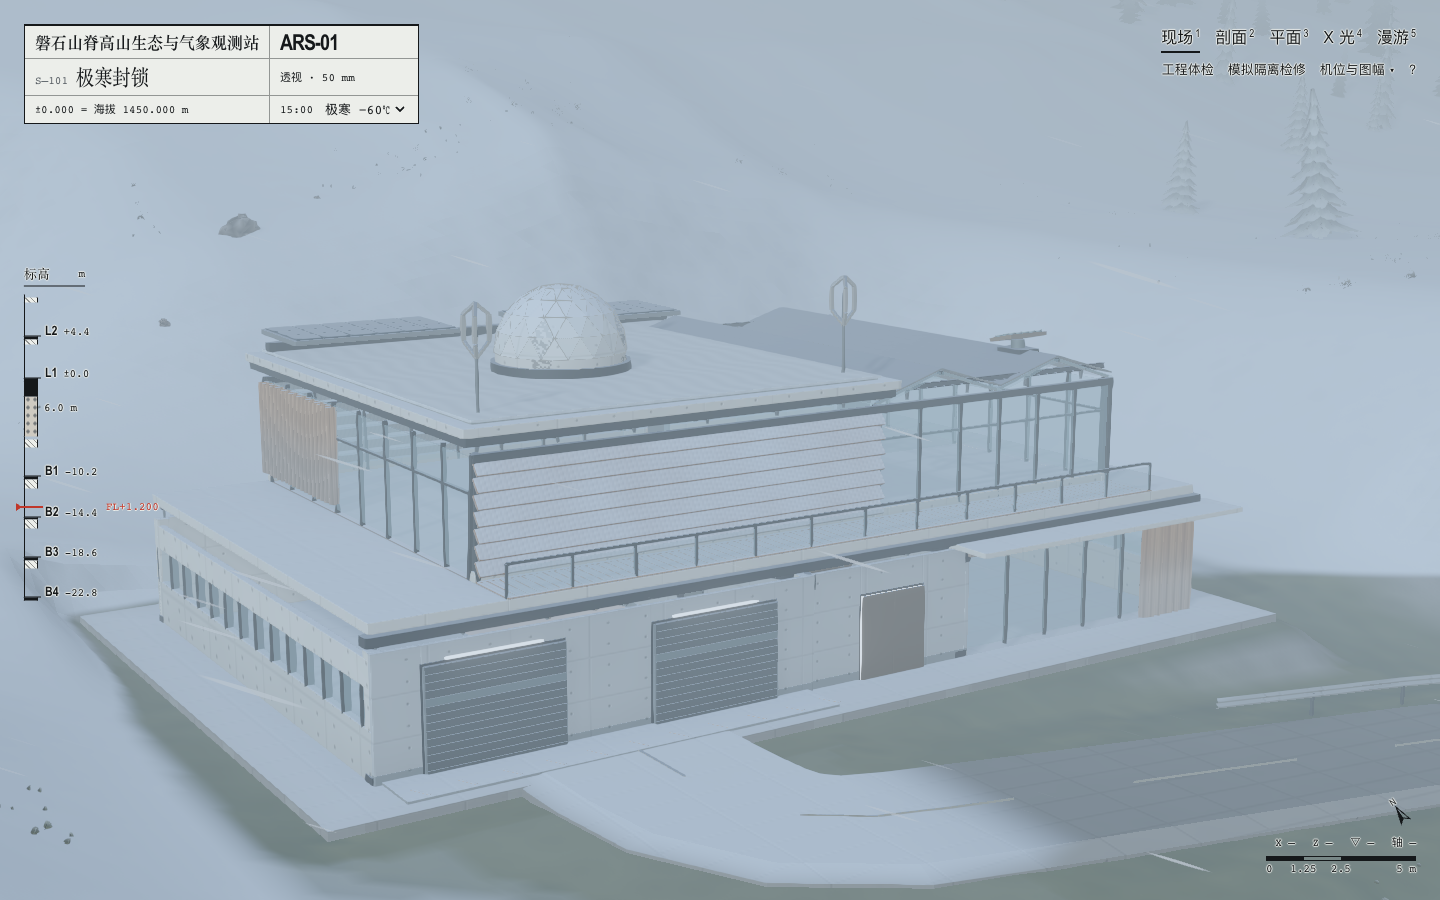 磐石山脊高山生态与气象观测站 ARS-01
S—101 极寒封锁 透视 · 50 mm
±0.000 = 海拔 1450.000 m 15:00 极寒 −60℃
现场1 剖面2 平面3 X 光4 漫游5
工程体检 模拟隔离检修 机位与图幅 ?
标高 m
L2 +4.4
L1 ±0.0
6.0 m
B1 −10.2
FL+1.200
B2 −14.4
B3 −18.6
B4 −22.8
N
X — Z — ▽ — 轴 —
0 1.25 2.5 5 m